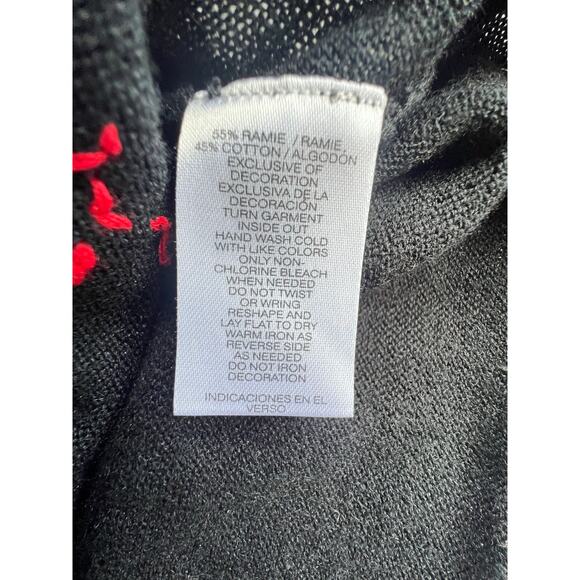 55% RAMIE / RAMIE,
45% COTTON / ALGODÓN
EXCLUSIVE OF
DECORATION
EXCLUSIVA DE LA
DECORACIÓN
TURN GARMENT
INSIDE OUT
HAND WASH COLD
WITH LIKE COLORS
ONLY NON-
CHLORINE BLEACH
WHEN NEEDED
DO NOT TWIST
OR WRING
RESHAPE AND
LAY FLAT TO DRY
WARM IRON AS
REVERSE SIDE
AS NEEDED
DO NOT IRON
DECORATION
INDICACIONES EN EL
VERSO